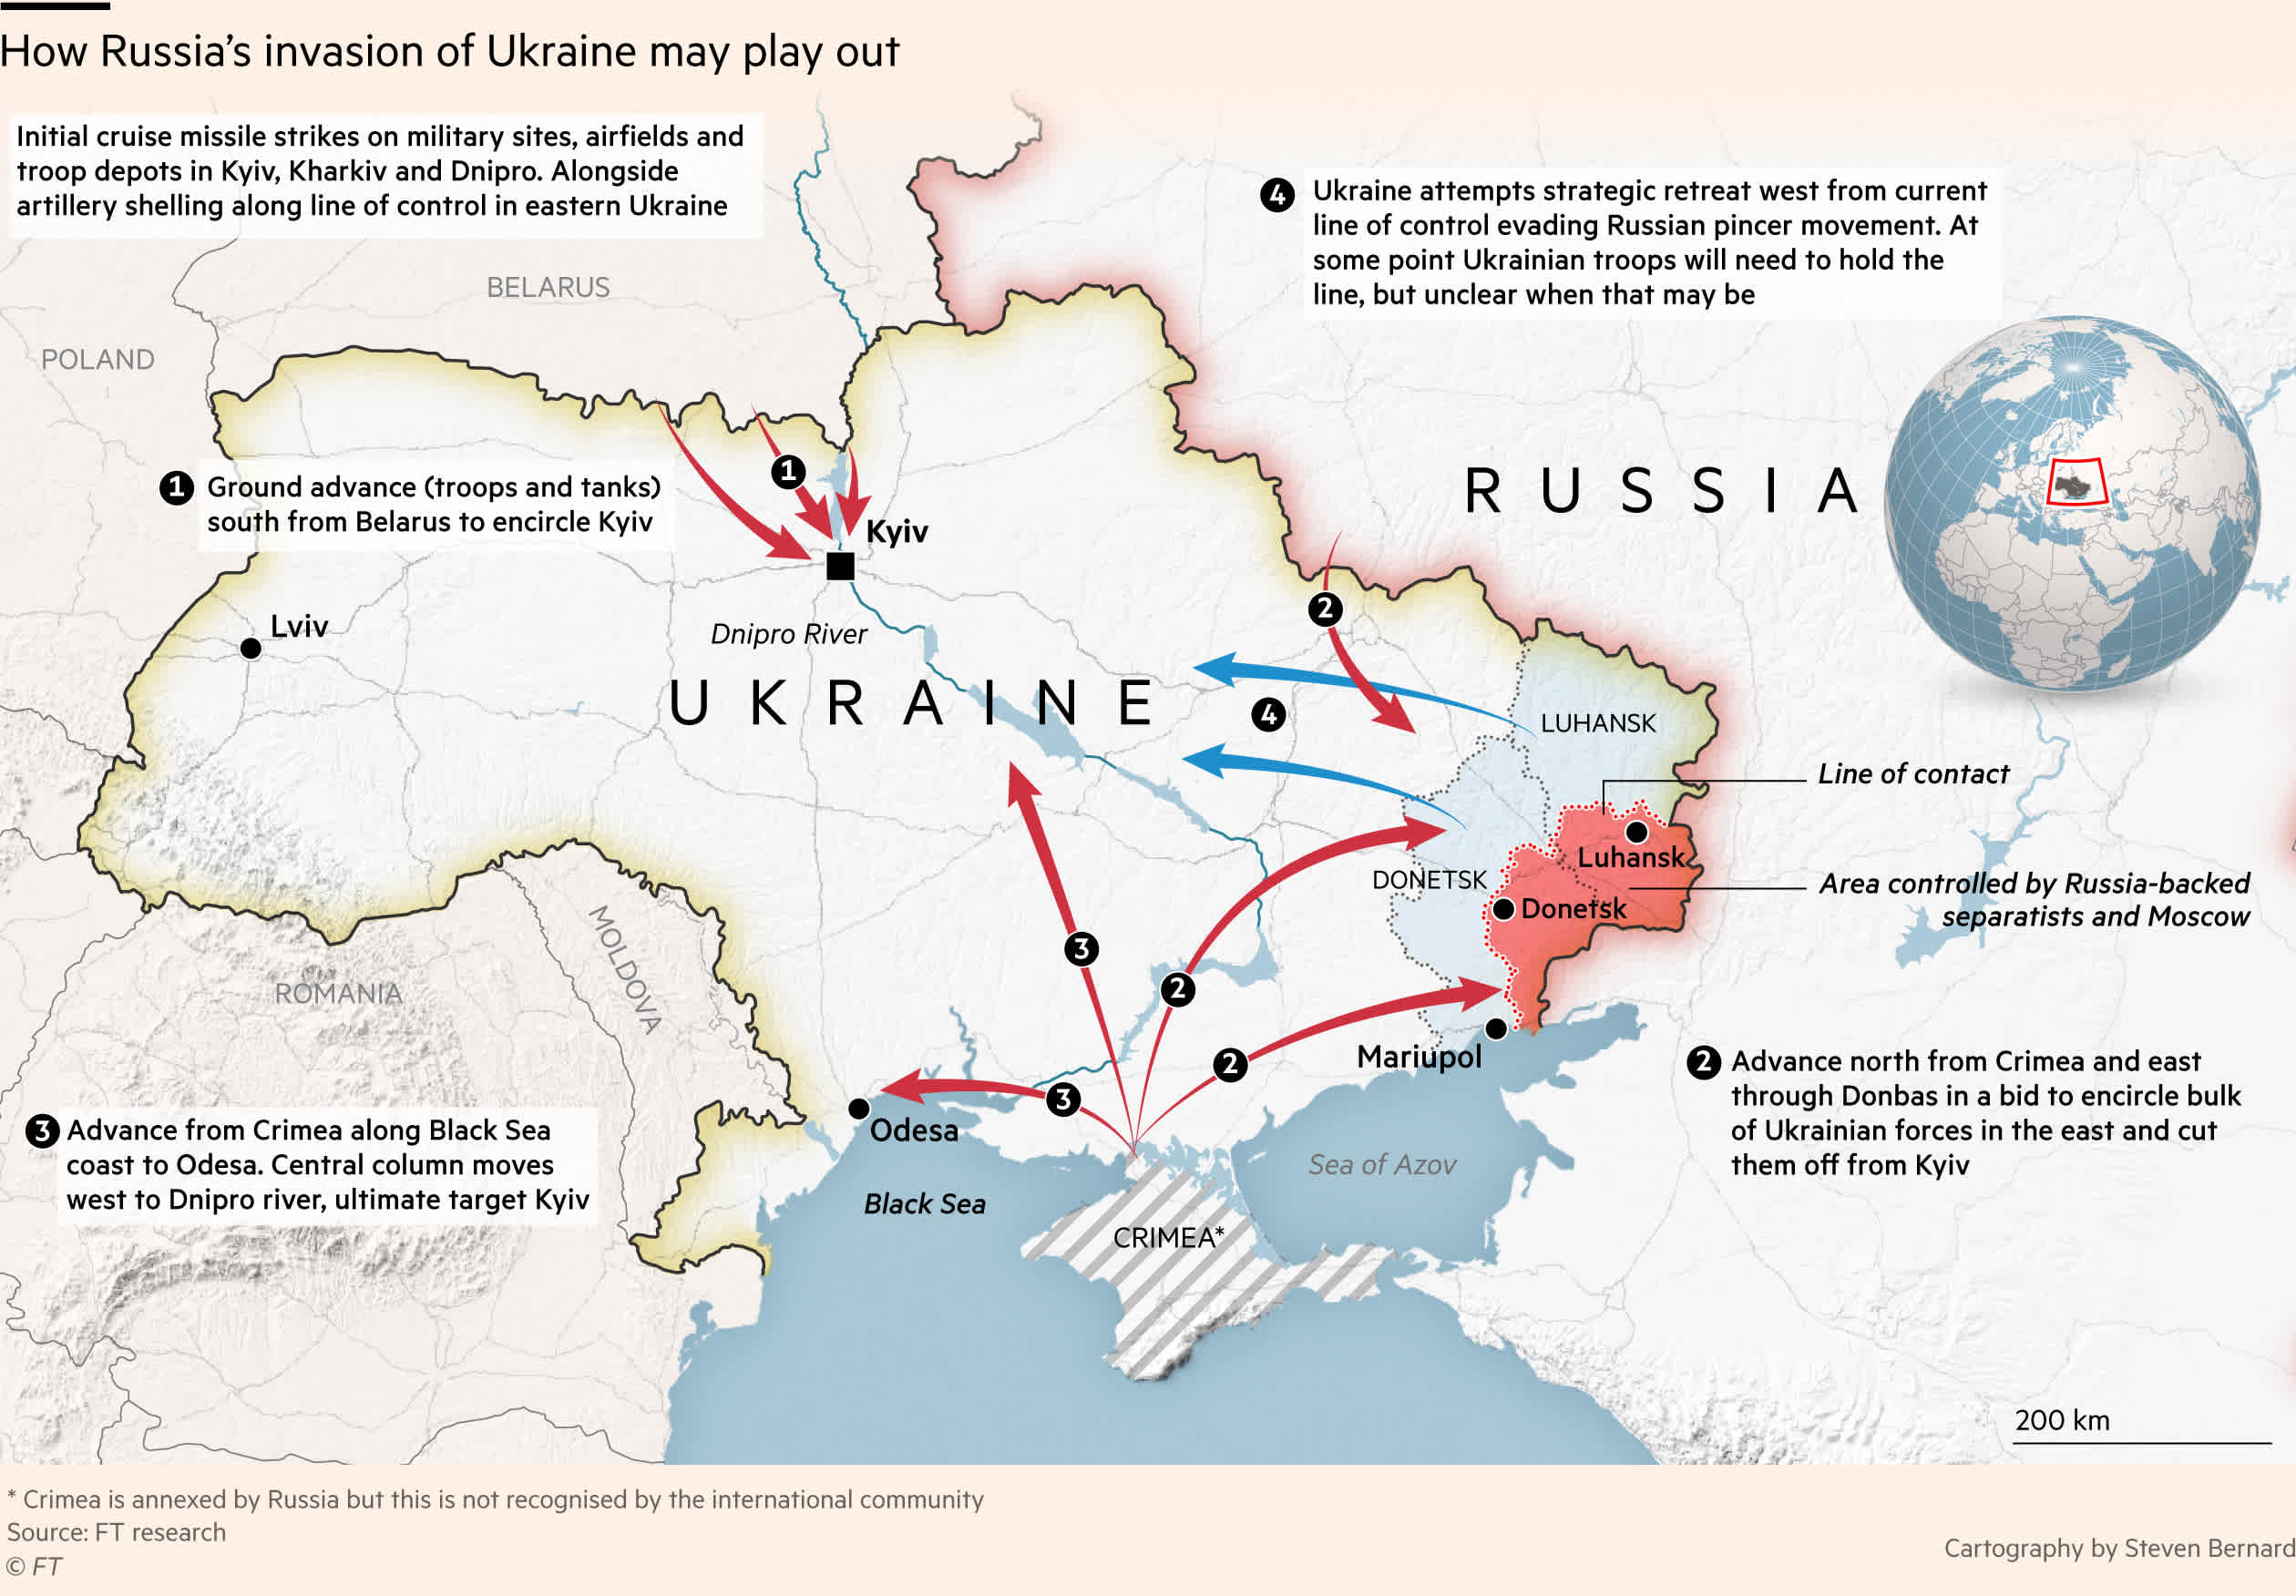 How Russia’s invasion of Ukraine may play out
Initial cruise missile strikes on military sites, airfields and
troop depots in Kyiv, Kharkiv and Dnipro. Alongside
artillery shelling along line of control in eastern Ukraine
4 Ukraine attempts strategic retreat west from current
line of control evading Russian pincer movement. At
some point Ukrainian troops will need to hold the
line, but unclear when that may be
BELARUS
POLAND
1
1 Ground advance (troops and tanks)
south from Belarus to encircle Kyiv
RUSSIA
Kyiv
2
Lviv
Dnipro River
UKRAINE
4
LUHANSK
Line of contact
Luhansk
DONETSK
Donetsk
Area controlled by Russia-backed
separatists and Moscow
MOLDOVA
3
ROMANIA
2
2
Mariupol
3
Odesa
2 Advance north from Crimea and east
through Donbas in a bid to encircle bulk
of Ukrainian forces in the east and cut
them off from Kyiv
3 Advance from Crimea along Black Sea
coast to Odesa. Central column moves
west to Dnipro river, ultimate target Kyiv
Sea of Azov
Black Sea
CRIMEA*
200 km
* Crimea is annexed by Russia but this is not recognised by the international community
Source: FT research
© FT
Cartography by Steven Bernard